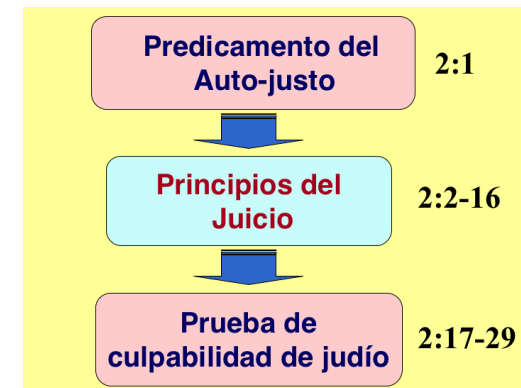 Predicamento del
Auto-justo
2:1
Principios del
Juicio
2:2-16
Prueba de
culpabilidad de judío
2:17-29